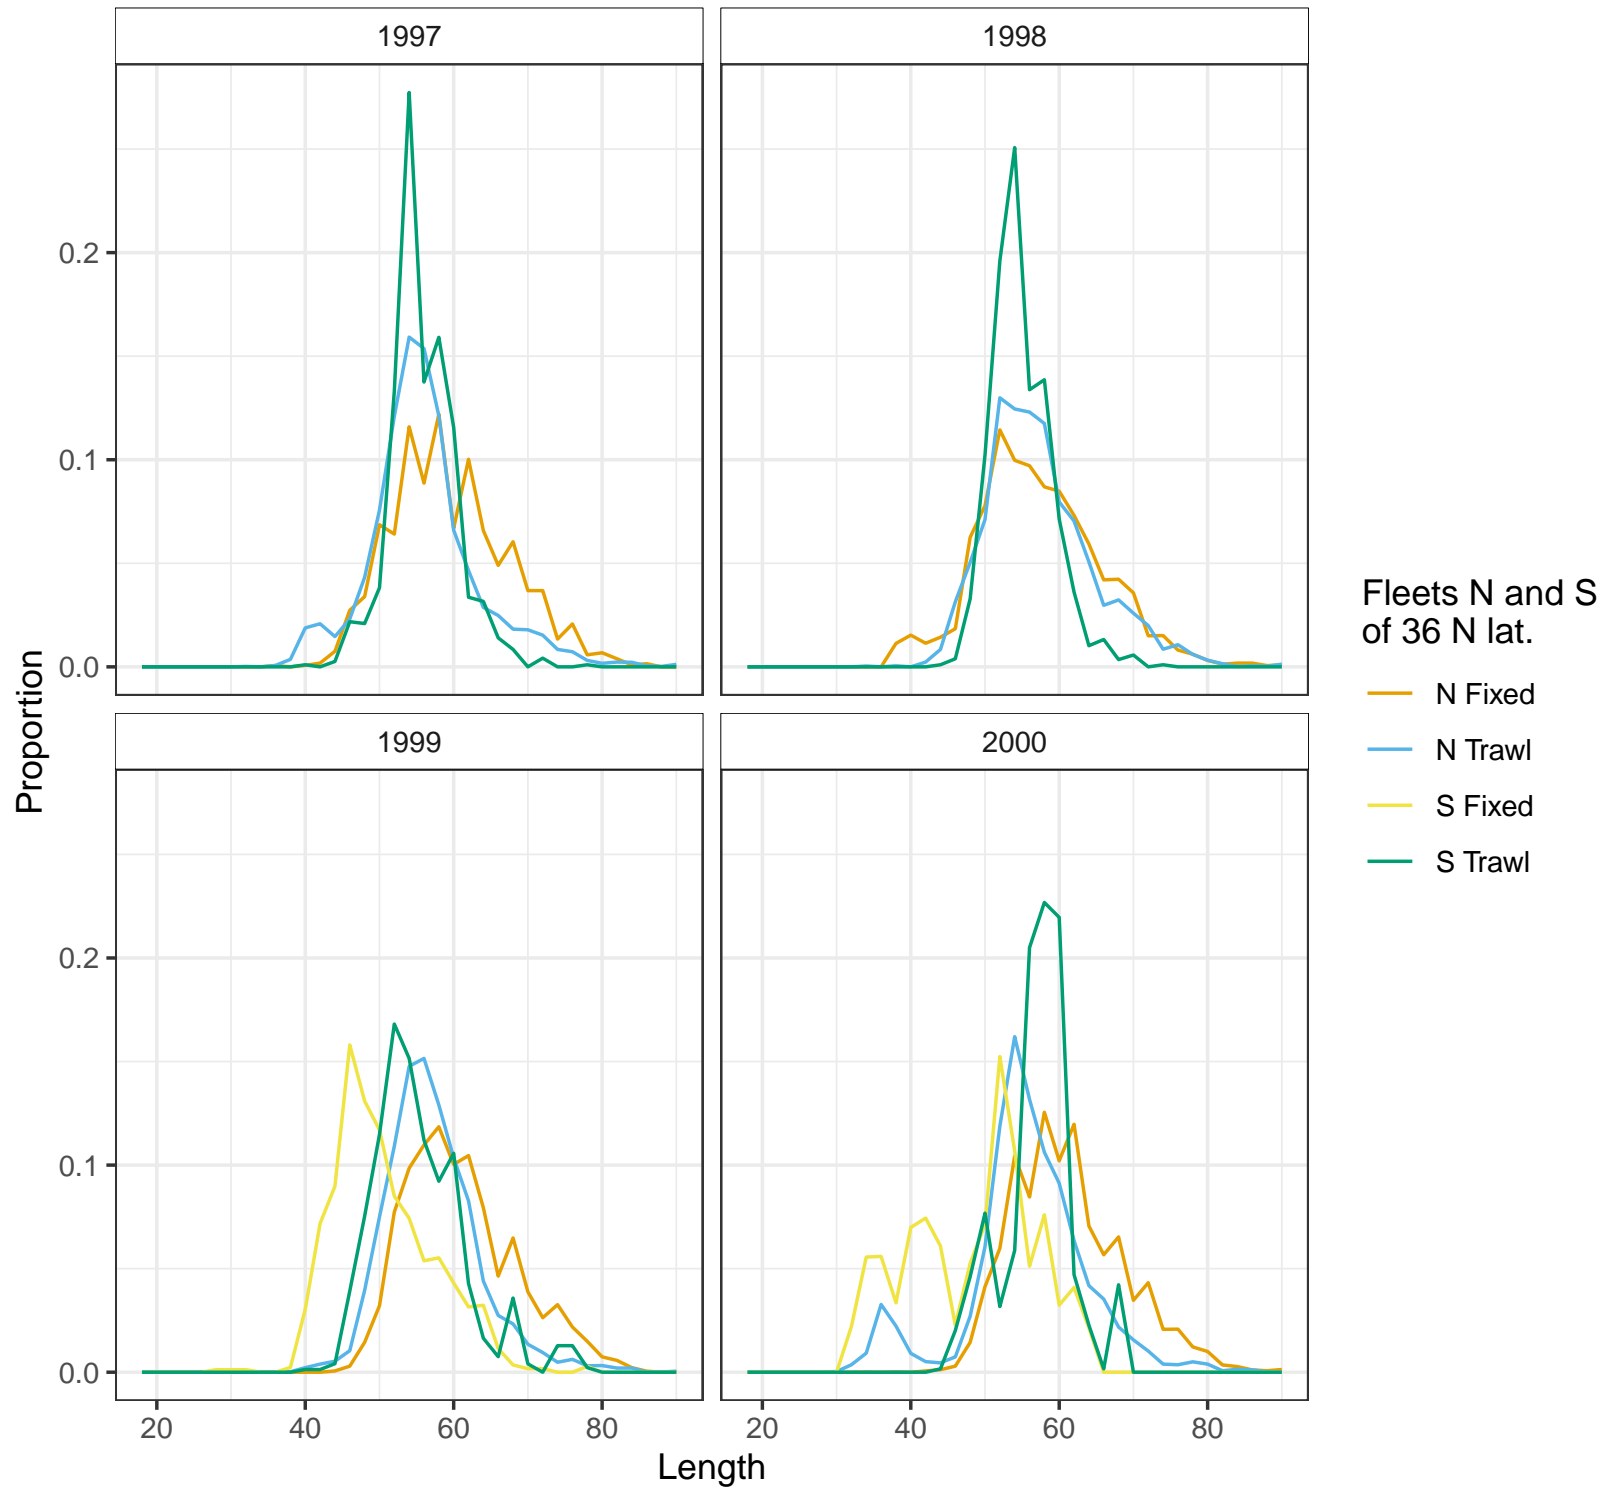 1997
1998
0.2
0.1
0.0
Proportion
1999
2000
0.2
0.1
0.0
20
40
60
80
20
40
60
80
Length
Fleets N and S
of 36 N lat.
N Fixed
N Trawl
S Fixed
S Trawl